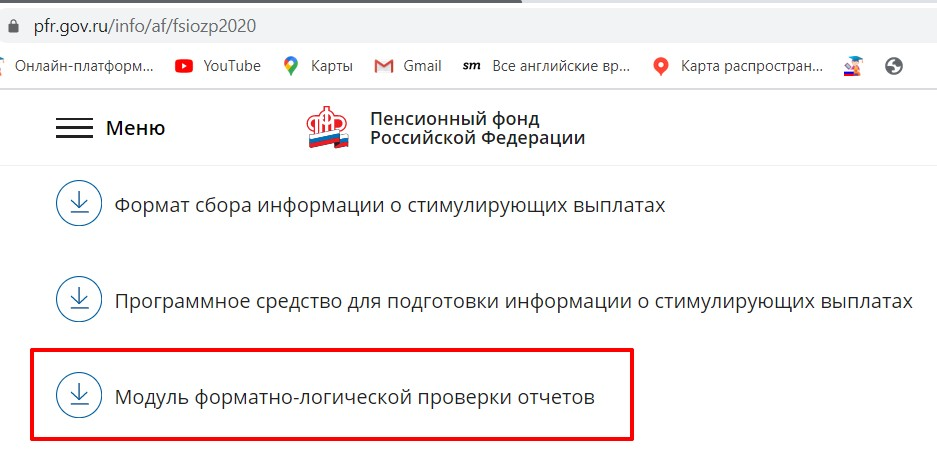 pfr.gov.ru/info/af/fsiozp2020
Онлайн-платформ... YouTube Карты Gmail sm Все английские вр... Карта распростран...
Меню
Пенсионный фонд
Российской Федерации
Формат сбора информации о стимулирующих выплатах
Программное средство для подготовки информации о стимулирующих выплатах
Модуль форматно-логической проверки отчетов